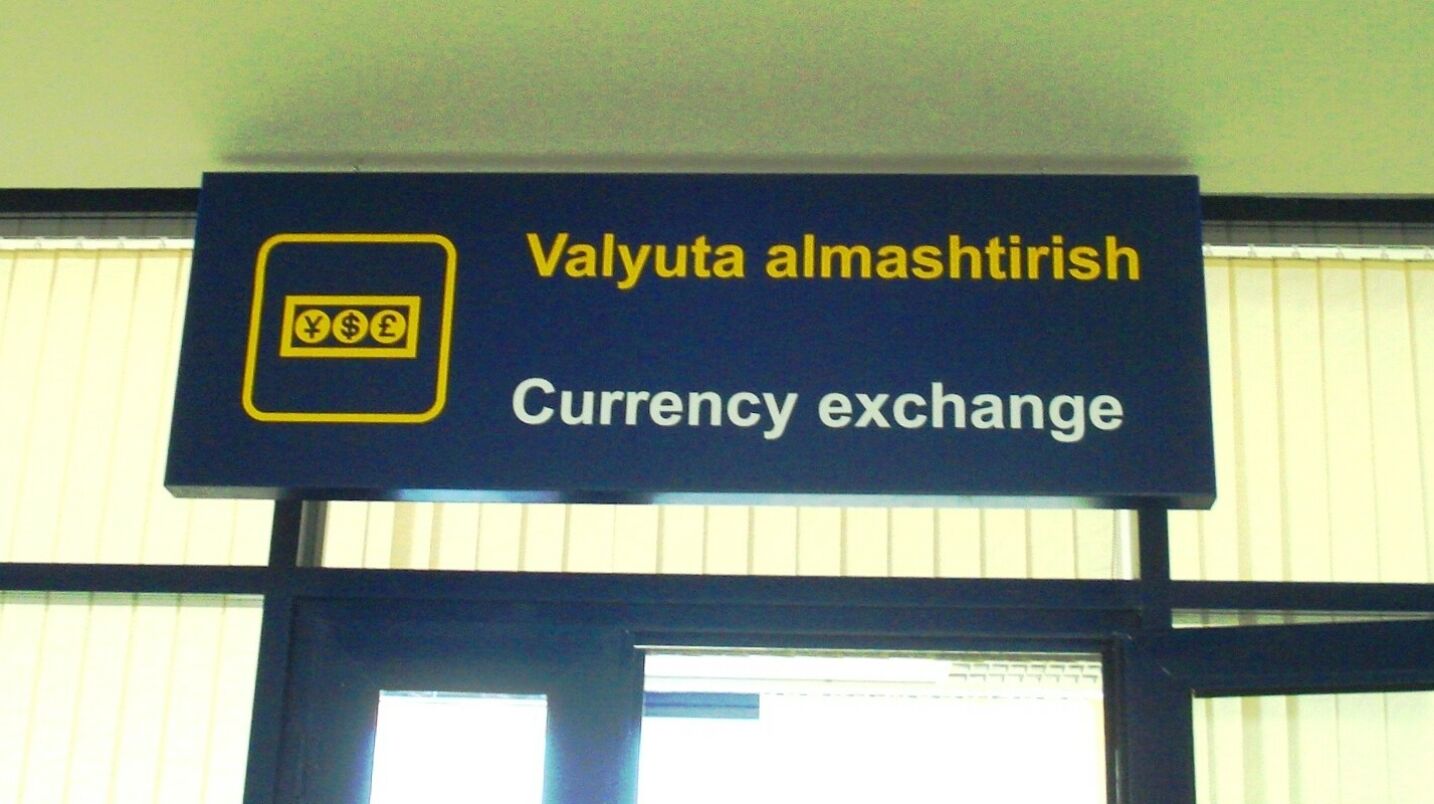 Valyuta almashtirish
¥ $ £
Currency exchange